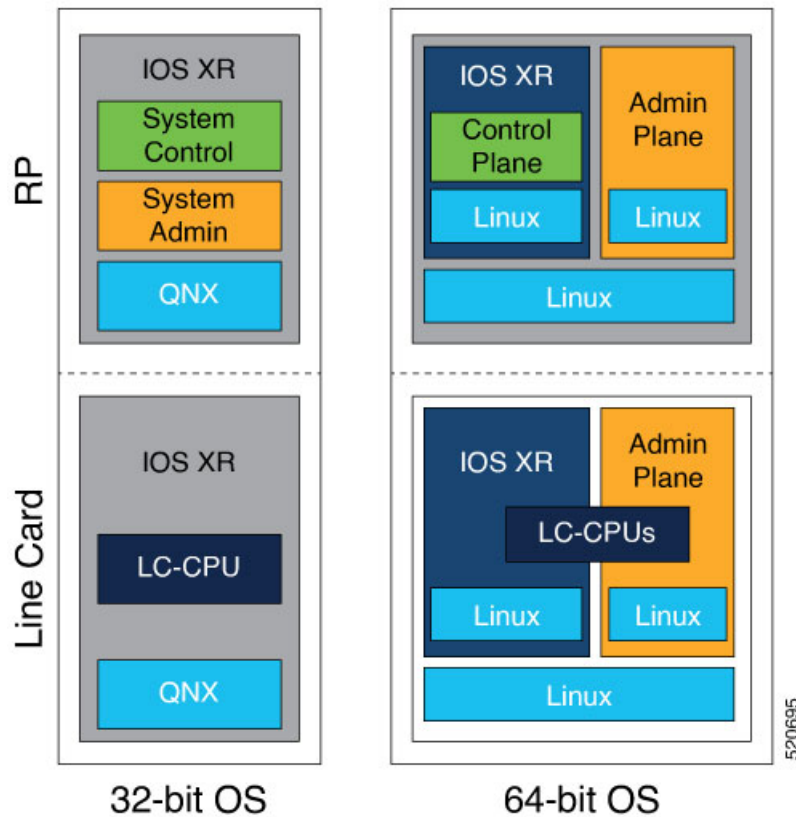 RP
IOS XR
System
Control
System
Admin
QNX
IOS XR
Control
Plane
Linux
Admin
Plane
Linux
Linux
Line Card
IOS XR
LC-CPU
QNX
IOS XR
Admin
Plane
LC-CPUs
Linux
Linux
Linux
32-bit OS
64-bit OS
520695